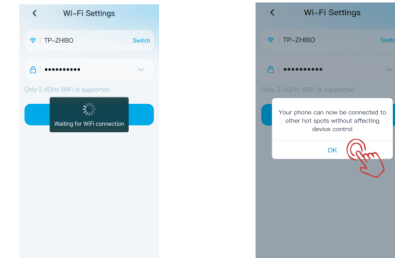 Wi-Fi Settings
TP-ZHIBO Switch
••••••••••
Only 2.4GHz WiFi is supported
Waiting for WiFi connection
Wi-Fi Settings
TP-ZHIBO Switch
••••••••••
Only 2.4GHz WiFi is supported
Your phone can now be connected to
other hot spots without affecting
device control
OK